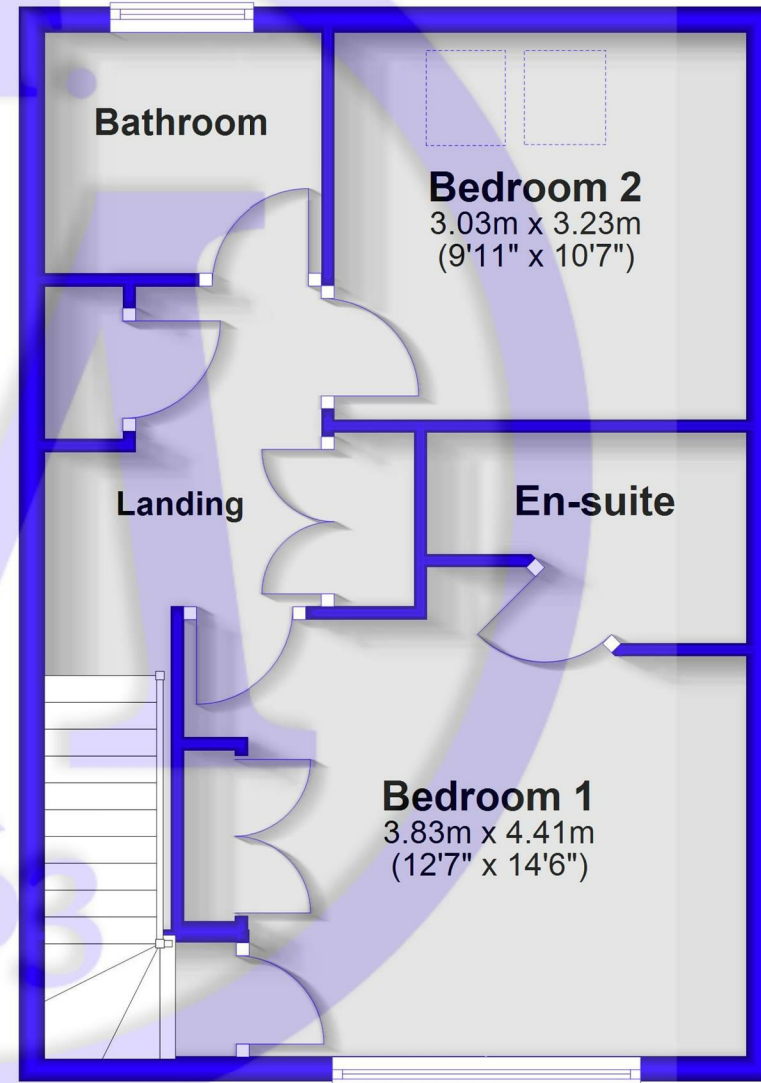 Bathroom
Bedroom 2
3.03m x 3.23m
(9'11" x 10'7")
Landing
En-suite
Bedroom 1
3.83m x 4.41m
(12'7" x 14'6")